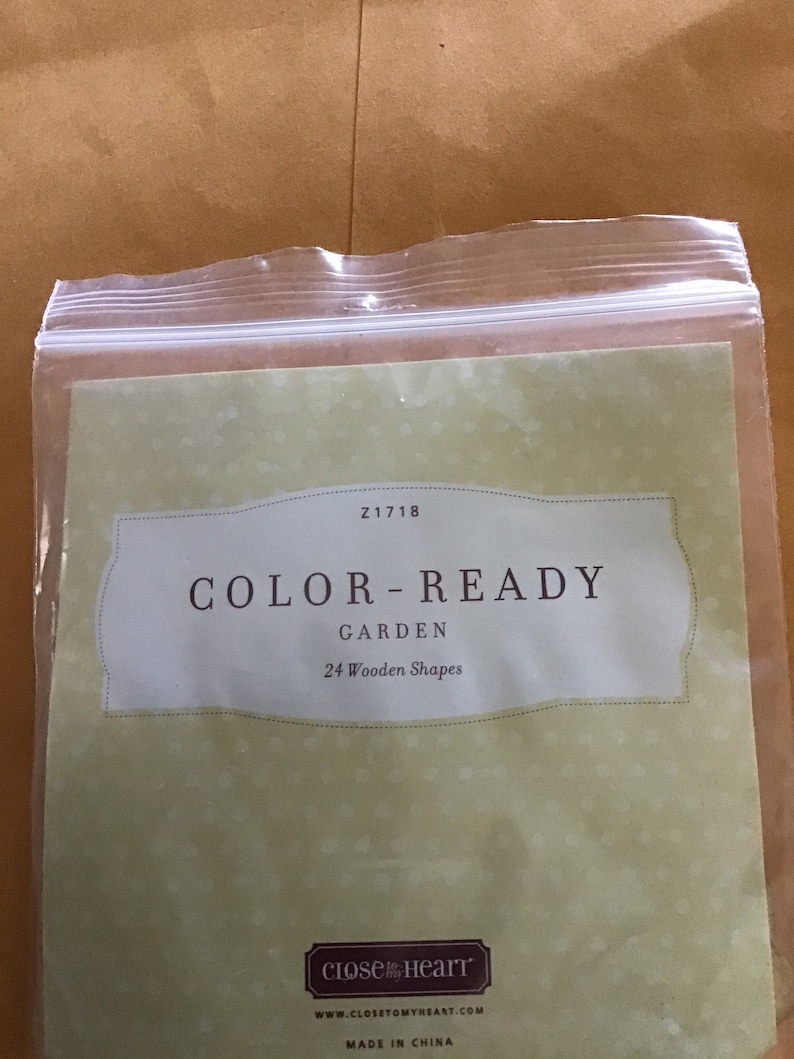 Z1718
COLOR-READY
GARDEN
24 Wooden Shapes
CLOSE to my HEART
WWW.CLOSETOMYHEART.COM
MADE IN CHINA